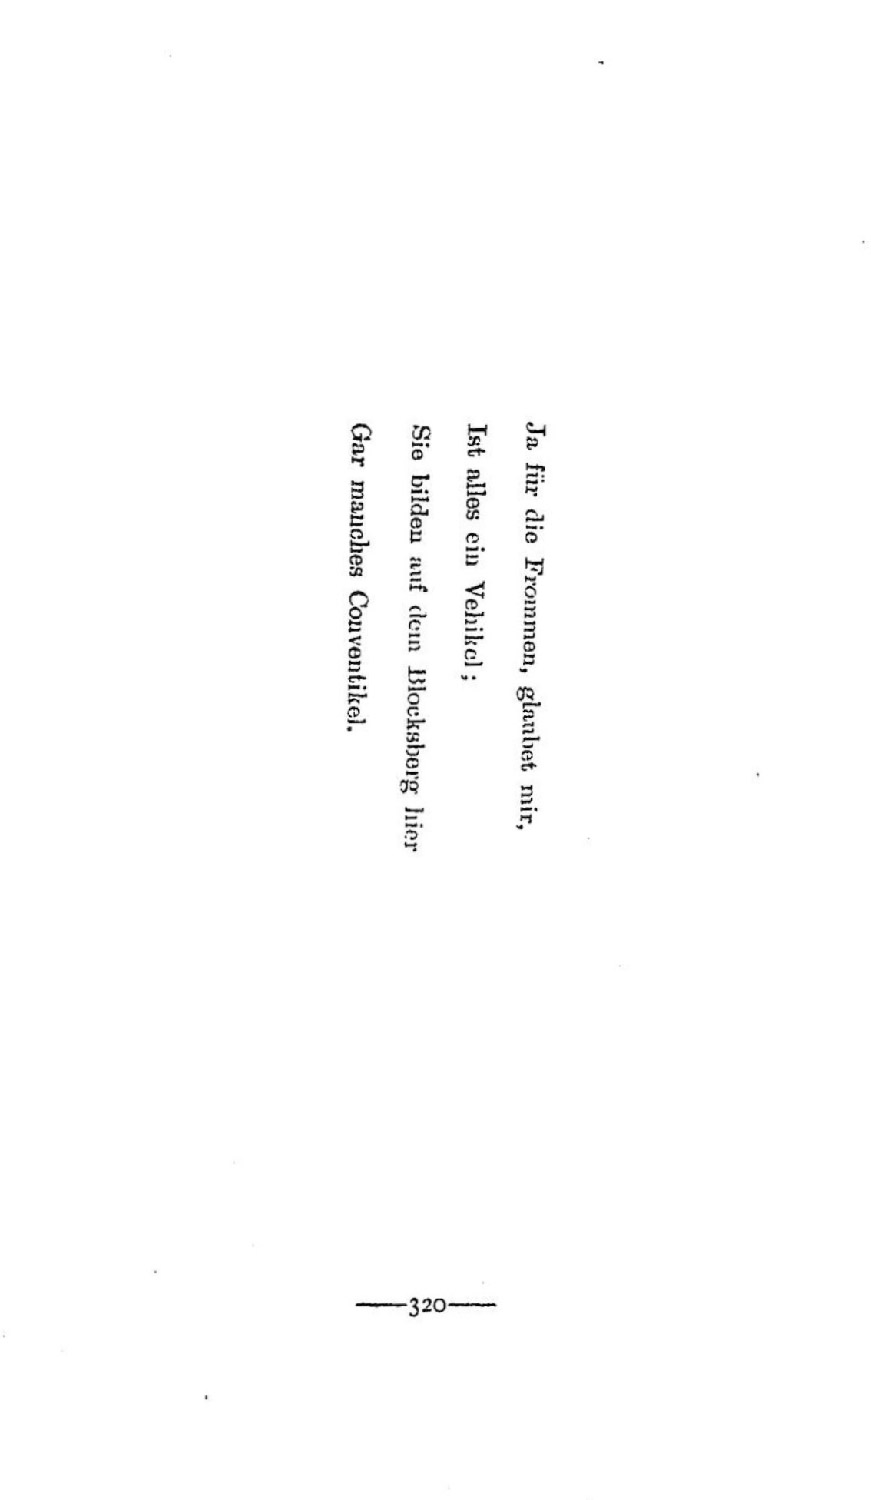 Ja für die Frommen, glaubet mir,
Ist alles ein Vehikel;
Sie bilden auf dem Blocksberg hier
Gar manches Conventikel.
—320—